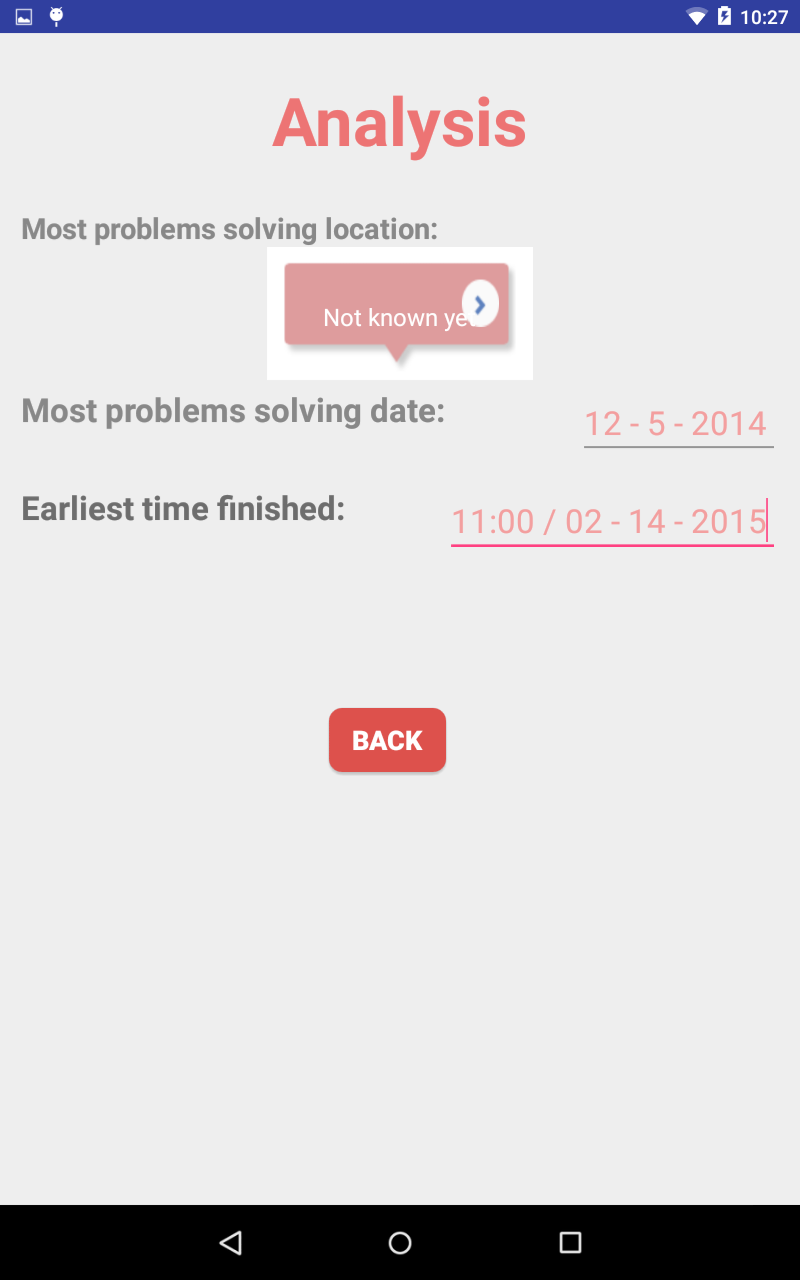 10:27
Analysis
Most problems solving location:
Not known yet
Most problems solving date:
12 - 5 - 2014
Earliest time finished:
11:00 / 02 - 14 - 2015
BACK